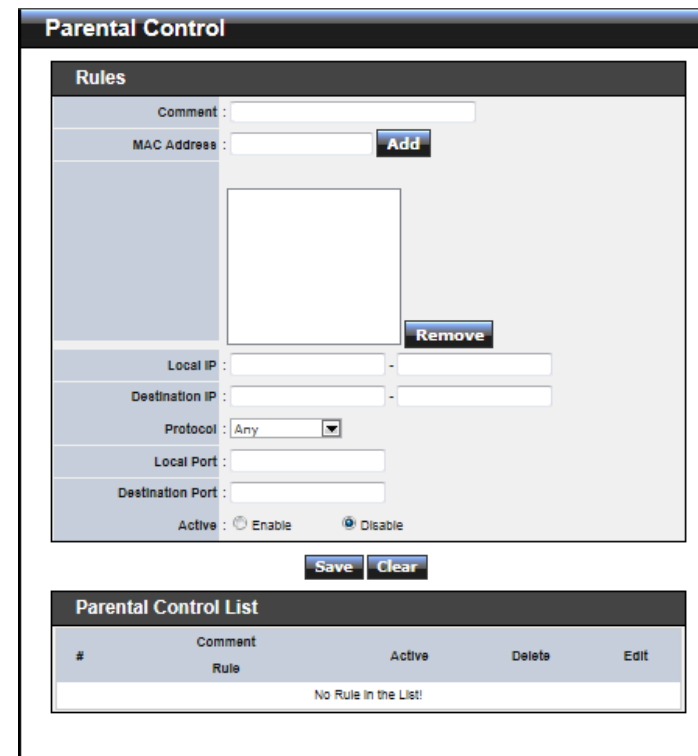 Parental Control
Rules
Comment :
MAC Address : Add
Remove
Local IP : -
Destination IP : -
Protocol : Any
Local Port :
Destination Port :
Active : Enable Disable
Save Clear
Parental Control List
# Comment Rule Active Delete Edit
No Rule in the List!